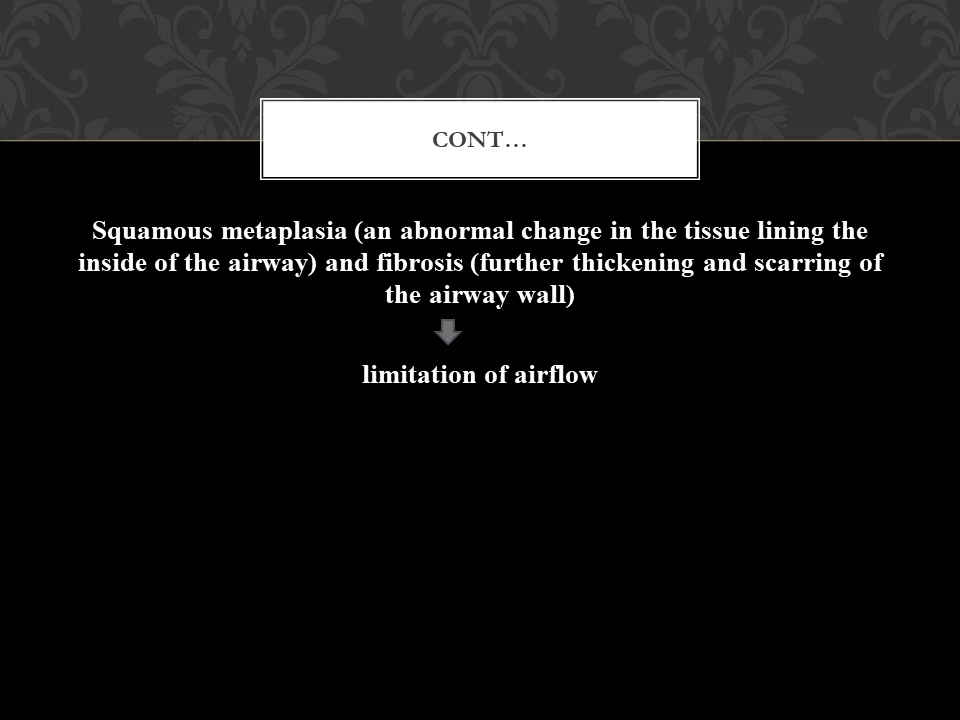 CONT…
Squamous metaplasia (an abnormal change in the tissue lining the
inside of the airway) and fibrosis (further thickening and scarring of
the airway wall)
limitation of airflow